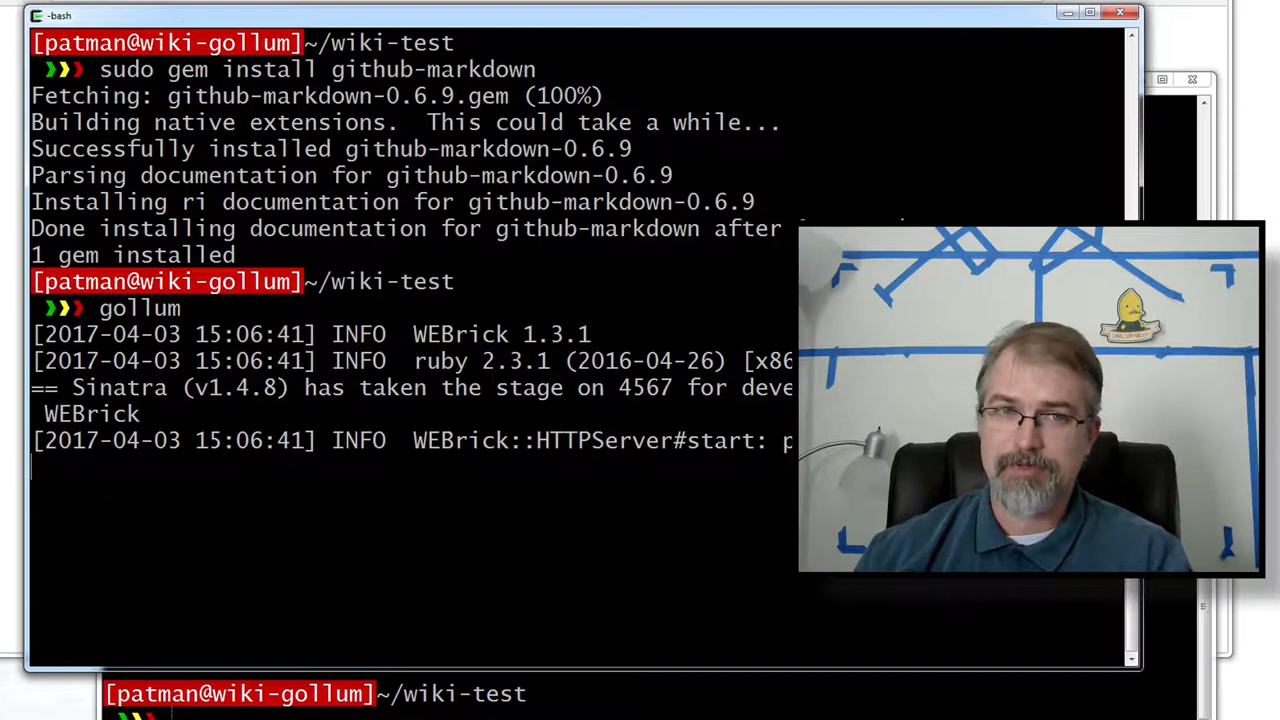 -bash
[patman@wiki-gollum]~/wiki-test
sudo gem install github-markdown
Fetching: github-markdown-0.6.9.gem (100%)
Building native extensions.  This could take a while...
Successfully installed github-markdown-0.6.9
Parsing documentation for github-markdown-0.6.9
Installing ri documentation for github-markdown-0.6.9
Done installing documentation for github-markdown after
1 gem installed
[patman@wiki-gollum]~/wiki-test
gollum
[2017-04-03 15:06:41] INFO  WEBrick 1.3.1
[2017-04-03 15:06:41] INFO  ruby 2.3.1 (2016-04-26) [x86
== Sinatra (v1.4.8) has taken the stage on 4567 for deve
WEBrick
[2017-04-03 15:06:41] INFO  WEBrick::HTTPServer#start: p
[patman@wiki-gollum]~/wiki-test